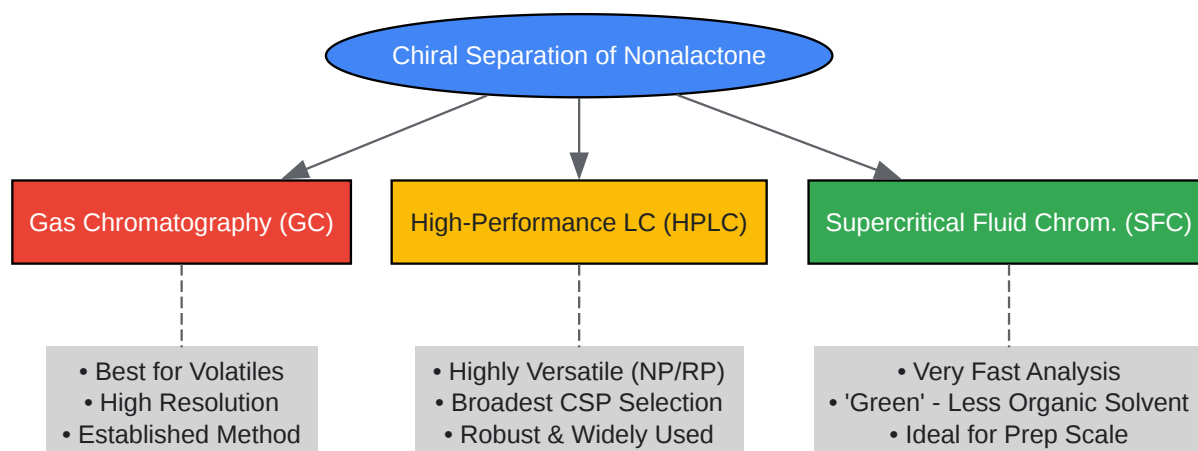 Chiral Separation of Nonalactone
Gas Chromatography (GC)
High-Performance LC (HPLC)
Supercritical Fluid Chrom. (SFC)
• Best for Volatiles
• High Resolution
• Established Method
• Highly Versatile (NP/RP)
• Broadest CSP Selection
• Robust & Widely Used
• Very Fast Analysis
• 'Green' - Less Organic Solvent
• Ideal for Prep Scale